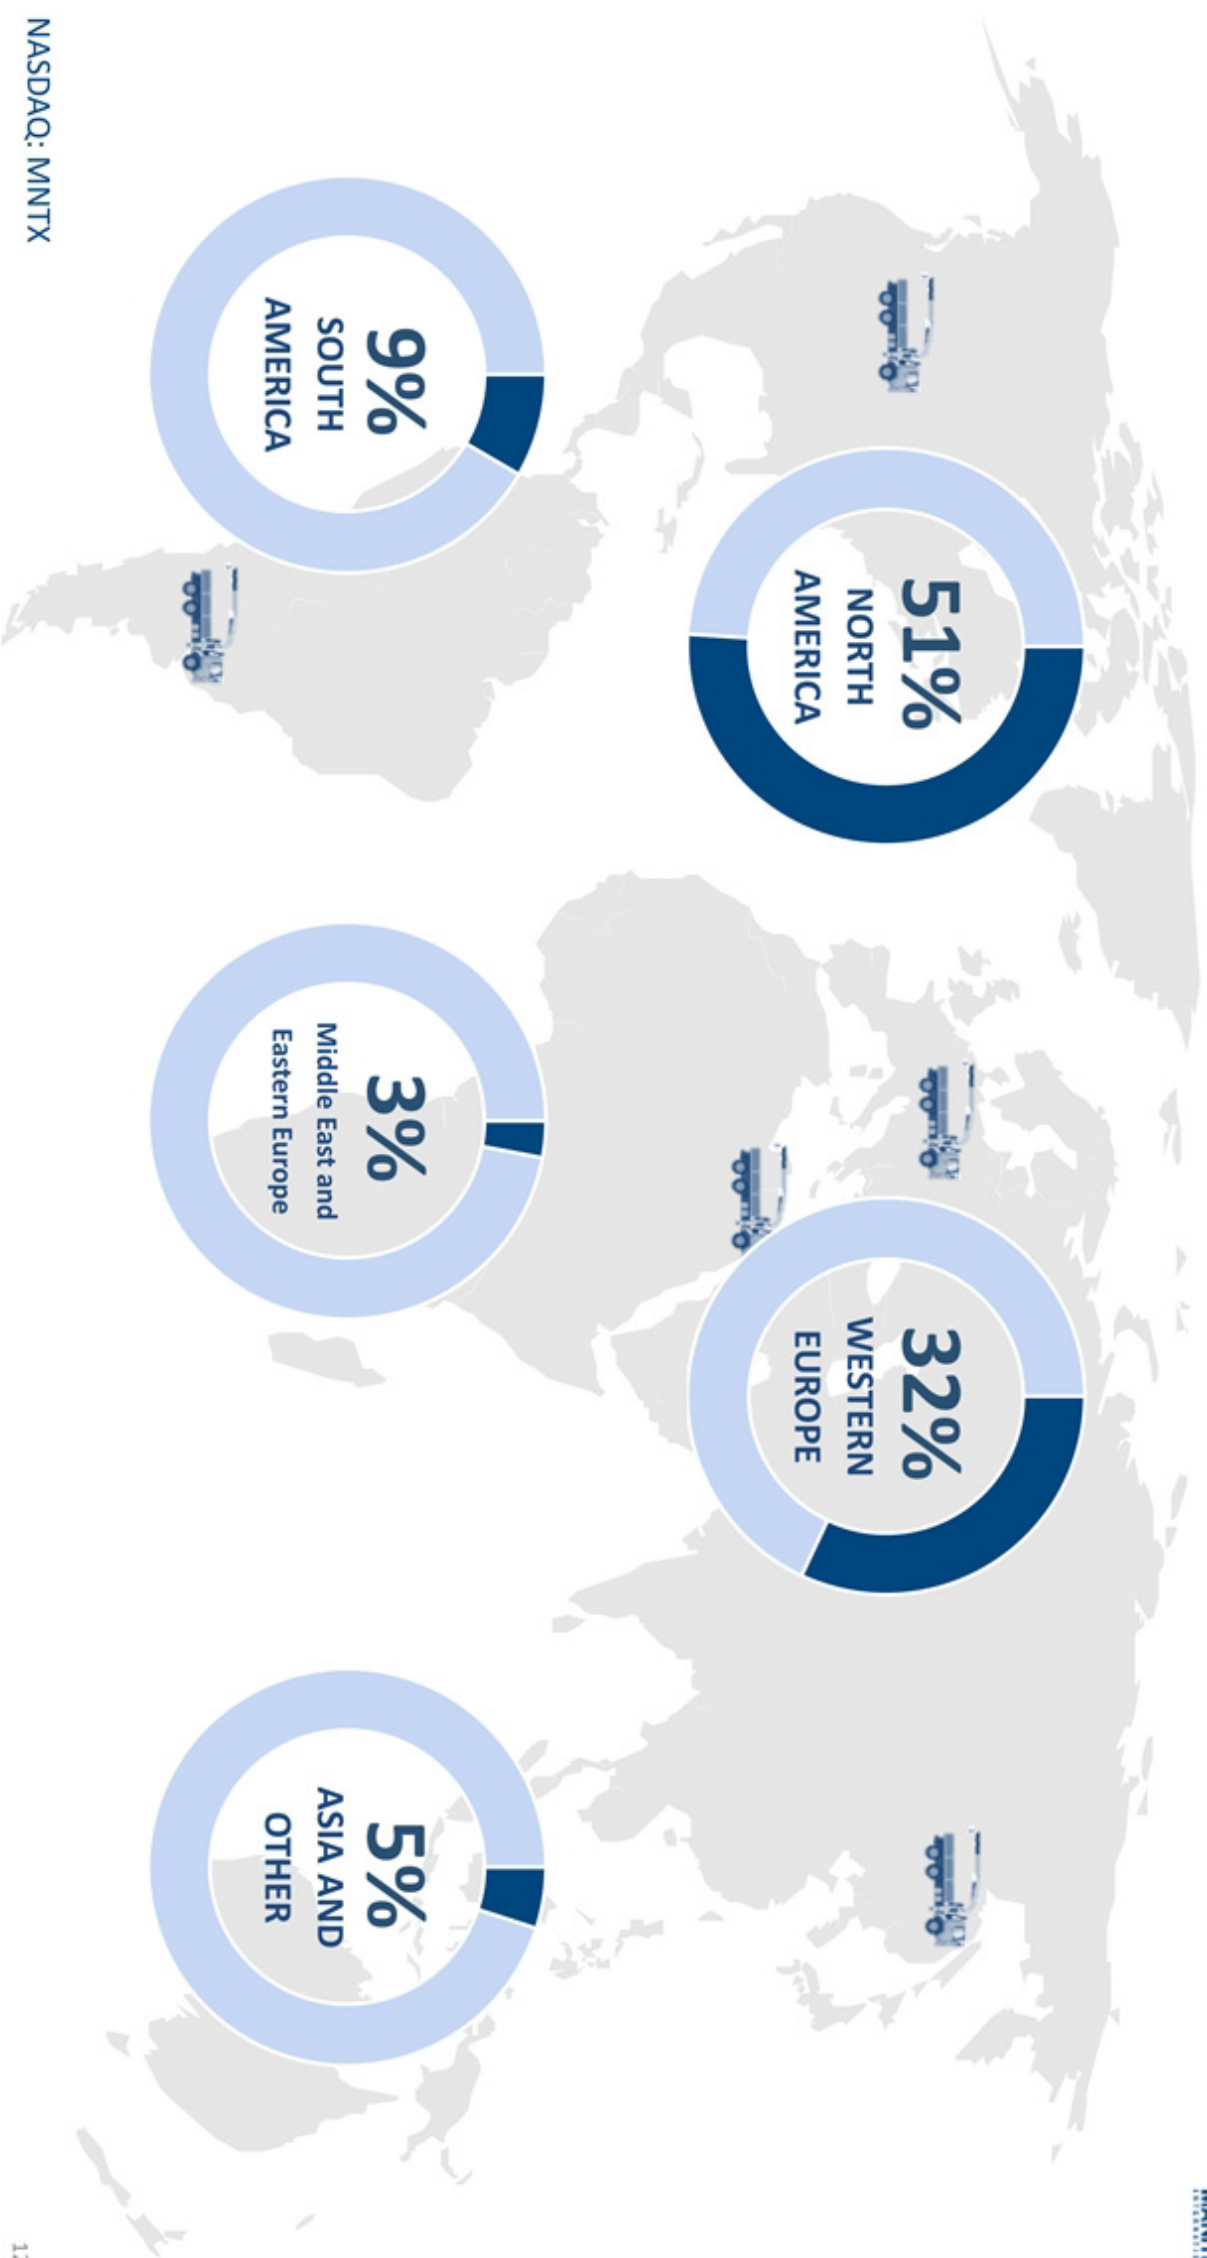 51%
NORTH
AMERICA
32%
WESTERN
EUROPE
9%
SOUTH
AMERICA
3%
Middle East and
Eastern Europe
5%
ASIA AND
OTHER
NASDAQ: MNTX